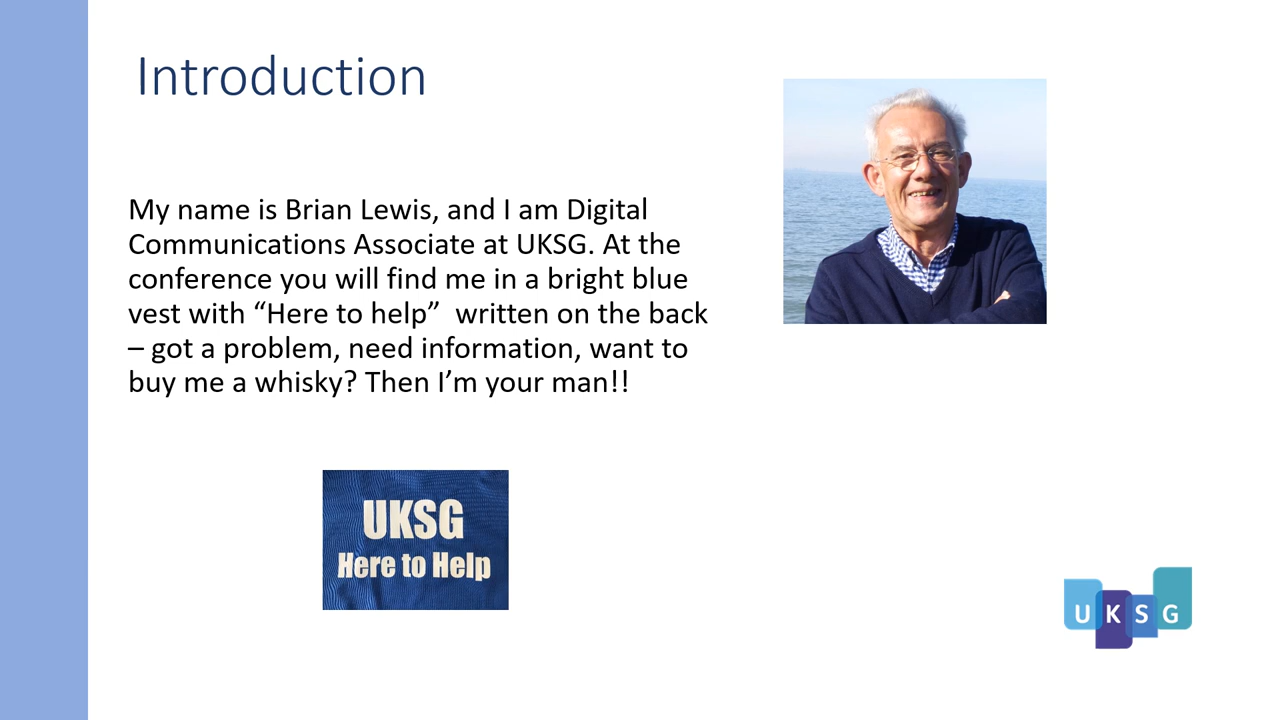 Introduction
My name is Brian Lewis, and I am Digital
Communications Associate at UKSG. At the
conference you will find me in a bright blue
vest with “Here to help”  written on the back
– got a problem, need information, want to
buy me a whisky? Then I’m your man!!
UKSG
Here to Help
UKSG